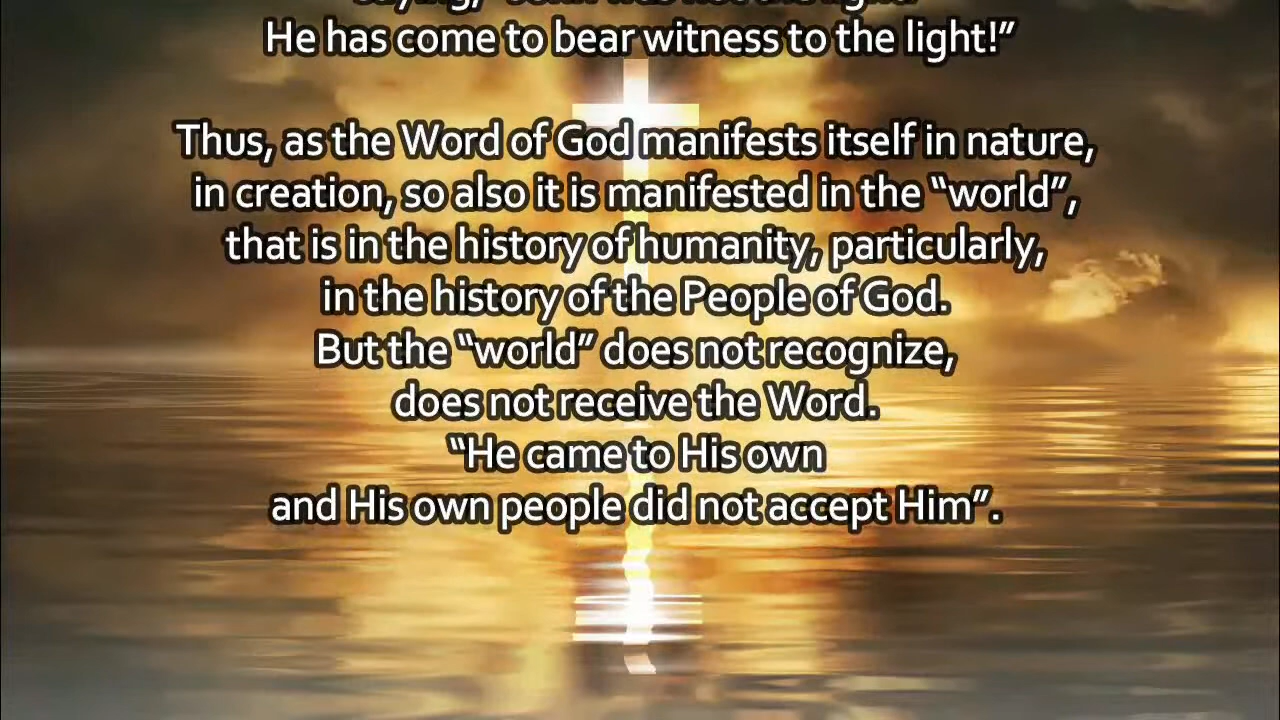 He has come to bear witness to the light!”
Thus, as the Word of God manifests itself in nature,
in creation, so also it is manifested in the “world”,
that is in the history of humanity, particularly,
in the history of the People of God.
But the “world” does not recognize,
does not receive the Word.
“He came to His own
and His own people did not accept Him”.